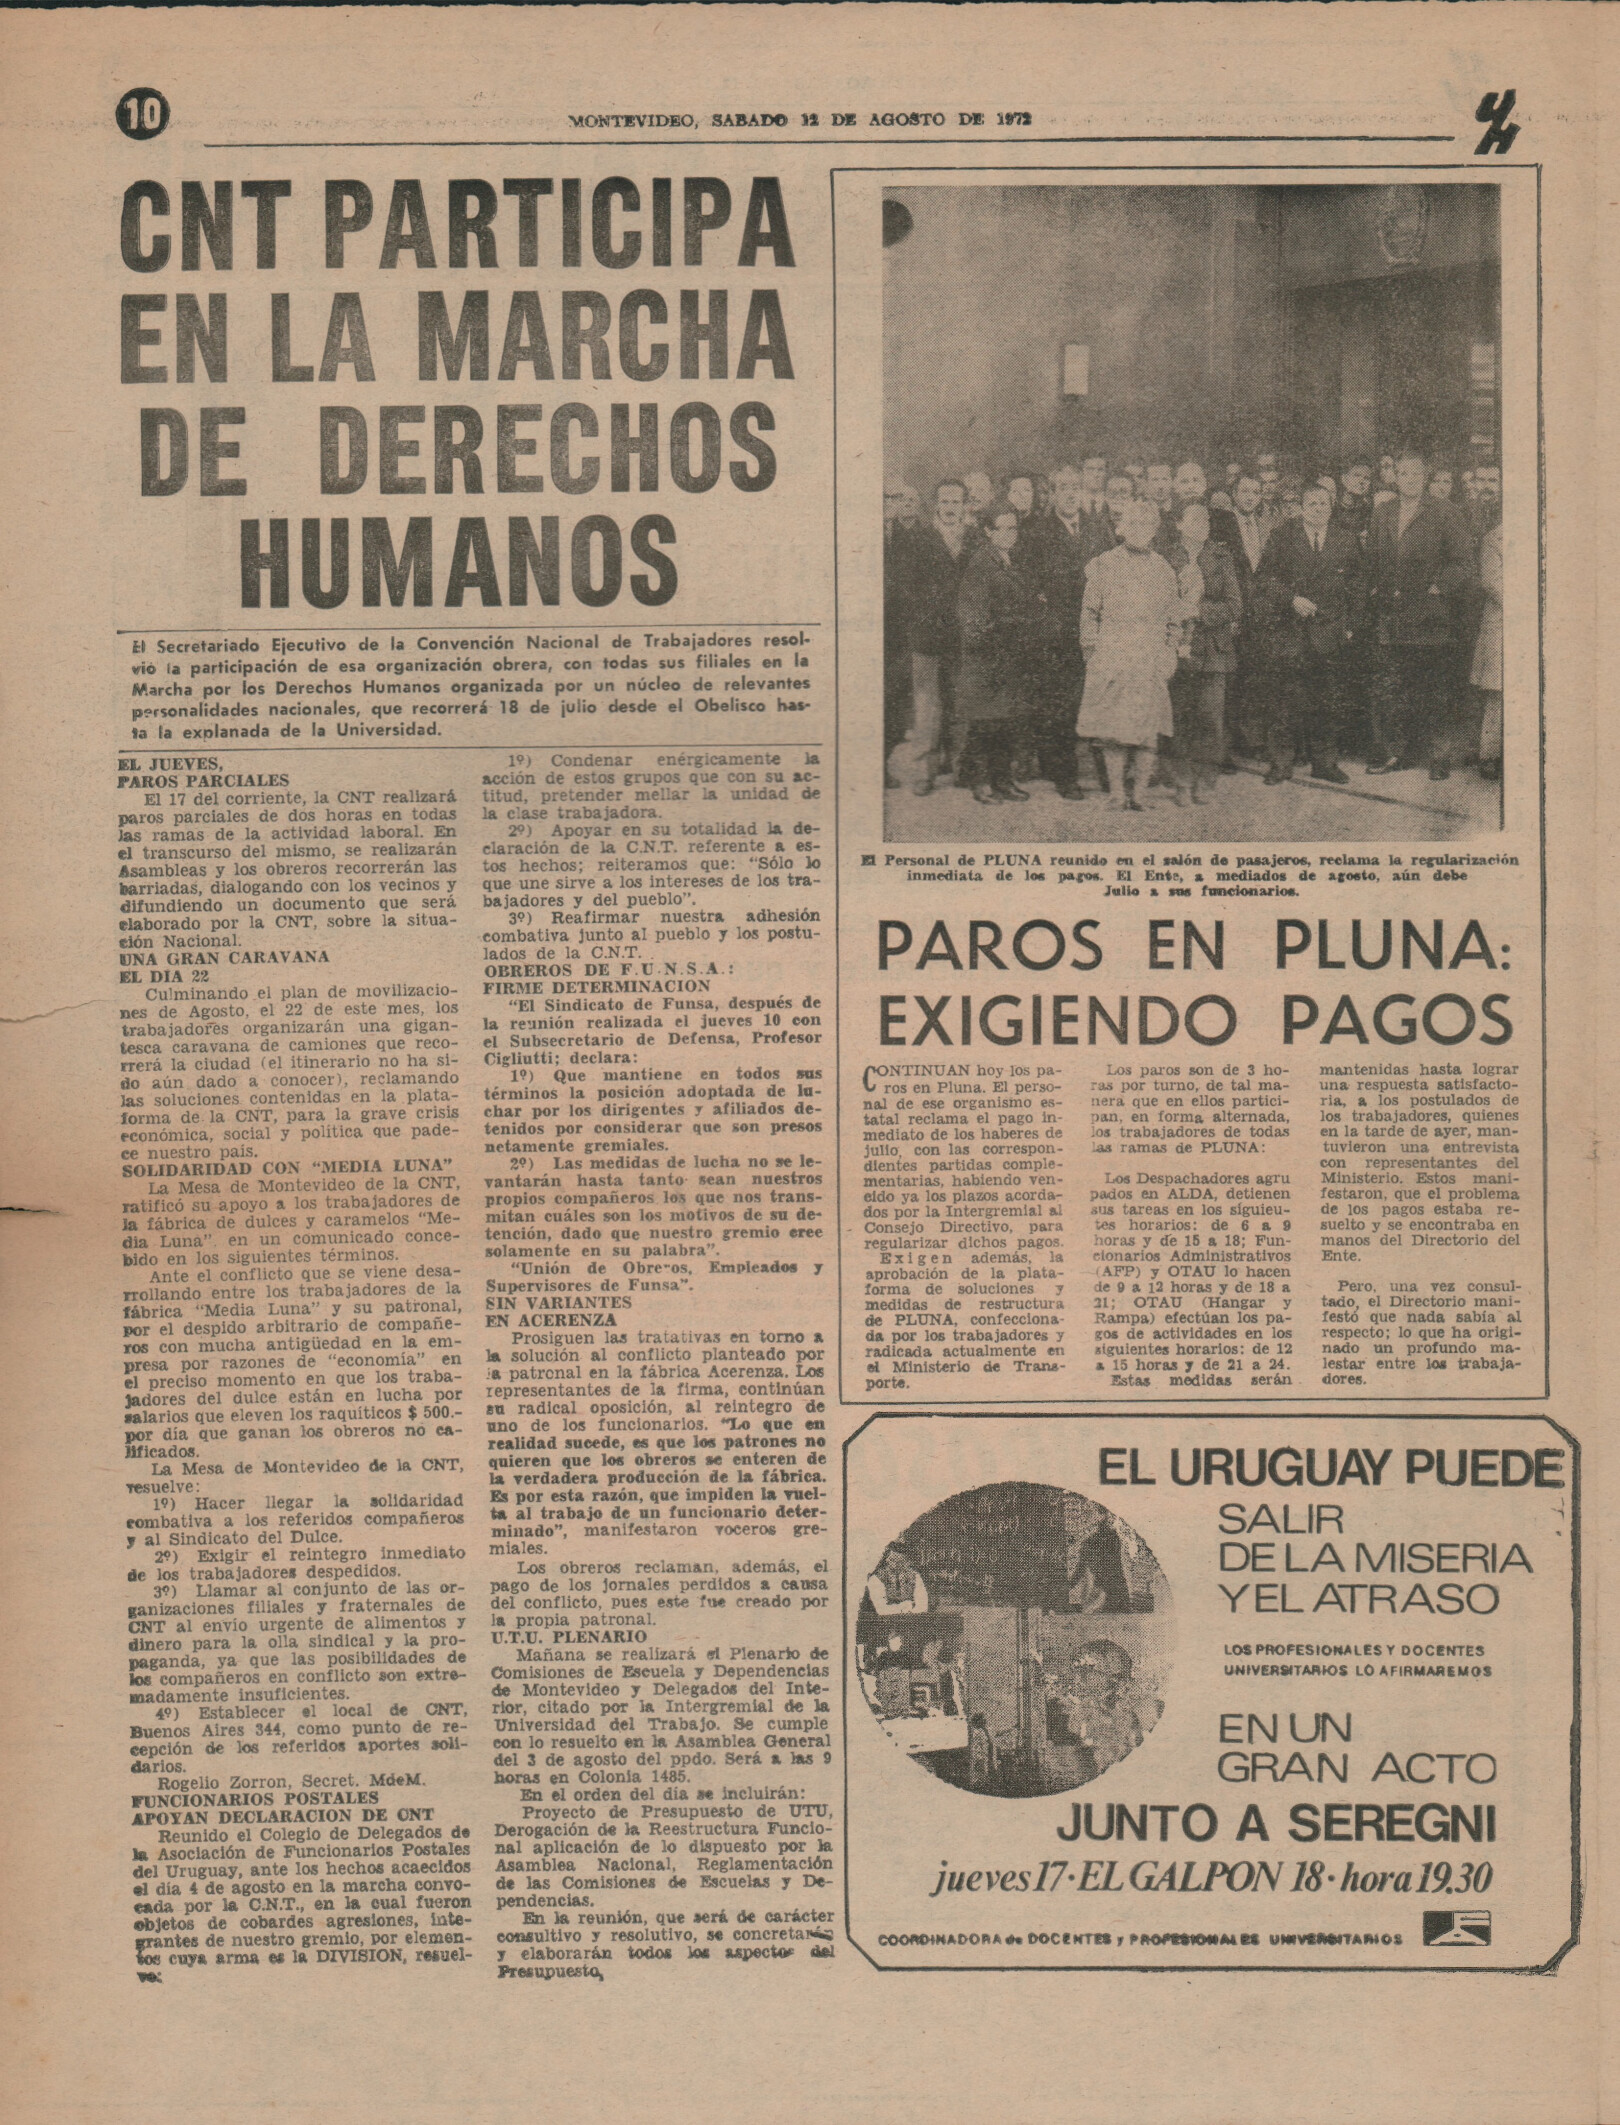 10
MONTEVIDEO, SABADO 12 DE AGOSTO DE 1972
CNT PARTICIPA
EN LA MARCHA
DE DERECHOS
HUMANOS
El Secretariado Ejecutivo de la Convención Nacional de Trabajadores resol-
vió la participación de esa organización obrera, con todas sus filiales en la
Marcha por los Derechos Humanos organizada por un núcleo de relevantes
personalidades nacionales, que recorrerá 18 de julio desde el Obelisco has-
ta la explanada de la Universidad.
EL JUEVES,
PAROS PARCIALES
El 17 del corriente, la CNT realizará
paros parciales de dos horas en todas
las ramas de la actividad laboral. En
el transcurso del mismo, se realizarán
Asambleas y los obreros recorrerán las
barriadas, dialogando con los vecinos y
difundiendo un documento que será
elaborado por la CNT, sobre la situa-
ción Nacional.
UNA GRAN CARAVANA
EL DIA 22
Culminando el plan de movilizacio-
nes de Agosto, el 22 de este mes, los
trabajadores organizarán una gigan-
tesca caravana de camiones que reco-
rrerá la ciudad (el itinerario no ha si-
do aún dado a conocer), reclamando
las soluciones contenidas en la plata-
forma de la CNT, para la grave crisis
económica, social y política que pade-
ce nuestro país.
SOLIDARIDAD CON "MEDIA LUNA"
La Mesa de Montevideo de la CNT,
ratificó su apoyo a los trabajadores de
la fábrica de dulces y caramelos "Me-
dia Luna". en un comunicado conce-
bido en los siguientes términos.
Ante el conflicto que se viene desa-
rrollando entre los trabajadores de la
fábrica "Media Luna" y su patronal,
por el despido arbitrario de compañe-
ros con mucha antigüedad en la em-
presa por razones de "economía" en
el preciso momento en que los traba-
jadores del dulce están en lucha por
salarios que eleven los raquíticos $ 500.-
por día que ganan los obreros no ca-
lificados.
La Mesa de Montevideo de la CNT,
resuelve:
1º) Hacer llegar la solidaridad
combativa a los referidos compañeros
y al Sindicato del Dulce.
2º) Exigir el reintegro inmediato
de los trabajadores despedidos.
3º) Llamar al conjunto de las or-
ganizaciones filiales y fraternales de
CNT al envío urgente de alimentos y
dinero para la olla sindical y la pro-
paganda, ya que las posibilidades de
los compañeros en conflicto son extre-
madamente insuficientes.
4º) Establecer el local de CNT,
Buenos Aires 344, como punto de re-
cepción de los referidos aportes soli-
darios.
Rogelio Zorron, Secret. MdeM.
FUNCIONARIOS POSTALES
APOYAN DECLARACION DE CNT
Reunido el Colegio de Delegados de
la Asociación de Funcionarios Postales
del Uruguay, ante los hechos acaecidos
el día 4 de agosto en la marcha convo-
cada por la C.N.T., en la cual fueron
objetos de cobardes agresiones, inte-
grantes de nuestro gremio, por elemen-
tos cuya arma es la DIVISION, resuel-
ve:
1º) Condenar enérgicamente la
acción de estos grupos que con su ac-
titud, pretender mellar la unidad de
la clase trabajadora.
2º) Apoyar en su totalidad la de-
claración de la C.N.T. referente a es-
tos hechos; reiteramos que: "Sólo lo
que une sirve a los intereses de los tra-
bajadores y del pueblo".
3º) Reafirmar nuestra adhesión
combativa junto al pueblo y los postu-
lados de la C.N.T.
OBREROS DE F.U.N.S.A.:
FIRME DETERMINACION
"El Sindicato de Funsa, después de
la reunión realizada el jueves 10 con
el Subsecretario de Defensa, Profesor
Cigliutti; declara:
1º) Que mantiene en todos sus
términos la posición adoptada de lu-
char por los dirigentes y afiliados de-
tenidos por considerar que son presos
netamente gremiales.
2º) Las medidas de lucha no se le-
vantarán hasta tanto sean nuestros
propios compañeros los que nos trans-
mitan cuáles son los motivos de su de-
tención, dado que nuestro gremio cree
solamente en su palabra".
"Unión de Obreros, Empleados y
Supervisores de Funsa".
SIN VARIANTES
EN ACERENZA
Prosiguen las tratativas en torno a
la solución al conflicto planteado por
la patronal en la fábrica Acerenza. Los
representantes de la firma, continúan
su radical oposición, al reintegro de
uno de los funcionarios. "Lo que en
realidad sucede, es que los patrones no
quieren que los obreros se enteren de
la verdadera producción de la fábrica.
Es por esta razón, que impiden la vuel-
ta al trabajo de un funcionario deter-
minado", manifestaron voceros gre-
miales.
Los obreros reclaman, además, el
pago de los jornales perdidos a causa
del conflicto, pues este fue creado por
la propia patronal.
U.T.U. PLENARIO
Mañana se realizará el Plenario de
Comisiones de Escuela y Dependencias
de Montevideo y Delegados del Inte-
rior, citado por la Intergremial de la
Universidad del Trabajo. Se cumple
con lo resuelto en la Asamblea General
del 3 de agosto del ppdo. Será a las 9
horas en Colonia 1485.
En el orden del día se incluirán:
Proyecto de Presupuesto de UTU,
Derogación de la Reestructura Funcio-
nal aplicación de lo dispuesto por la
Asamblea Nacional, Reglamentación
de las Comisiones de Escuelas y De-
pendencias.
En la reunión, que será de carácter
consultivo y resolutivo, se concretarán
y elaborarán todos los aspectos del
Presupuesto,
El Personal de PLUNA reunido en el salón de pasajeros, reclama la regularización
inmediata de los pagos. El Ente, a mediados de agosto, aún debe
Julio a sus funcionarios.
PAROS EN PLUNA:
EXIGIENDO PAGOS
CONTINUAN hoy los pa-
ros en Pluna. El perso-
nal de ese organismo es-
tatal reclama el pago in-
mediato de los haberes de
julio, con las correspon-
dientes partidas comple-
mentarias, habiendo ven-
cido ya los plazos acorda-
dos por la Intergremial al
Consejo Directivo, para
regularizar dichos pagos.
Exigen además, la
aprobación de la plata-
forma de soluciones y
medidas de restructura
de PLUNA, confecciona-
da por los trabajadores y
radicada actualmente en
el Ministerio de Trans-
porte.
Los paros son de 3 ho-
ras por turno, de tal ma-
nera que en ellos partici-
pan, en forma alternada,
los trabajadores de todas
las ramas de PLUNA:
Los Despachadores agru
pados en ALDA, detienen
sus tareas en los siguieu-
tes horarios: de 6 a 9
horas y de 15 a 18; Fun-
cionarios Administrativos
(AFP) y OTAU lo hacen
de 9 a 12 horas y de 18 a
21; OTAU (Hangar y
Rampa) efectúan los pa-
gos de actividades en los
siguientes horarios: de 12
a 15 horas y de 21 a 24.
Estas medidas serán
mantenidas hasta lograr
una respuesta satisfacto-
ria, a los postulados de
los trabajadores, quienes
en la tarde de ayer, man-
tuvieron una entrevista
con representantes del
Ministerio. Estos mani-
festaron, que el problema
de los pagos estaba re-
suelto y se encontraba en
manos del Directorio del
Ente.
Pero, una vez consul-
tado, el Directorio mani-
festó que nada sabía al
respecto; lo que ha origi-
nado un profundo ma-
lestar entre los trabaja-
dores.
EL URUGUAY PUEDE
SALIR
DE LA MISERIA
Y EL ATRASO
LOS PROFESIONALES Y DOCENTES
UNIVERSITARIOS LO AFIRMAREMOS
EN UN
GRAN ACTO
JUNTO A SEREGNI
jueves 17·EL GALPON 18·hora 19.30
COORDINADORA de DOCENTES y PROFESIONALES UNIVERSITARIOS